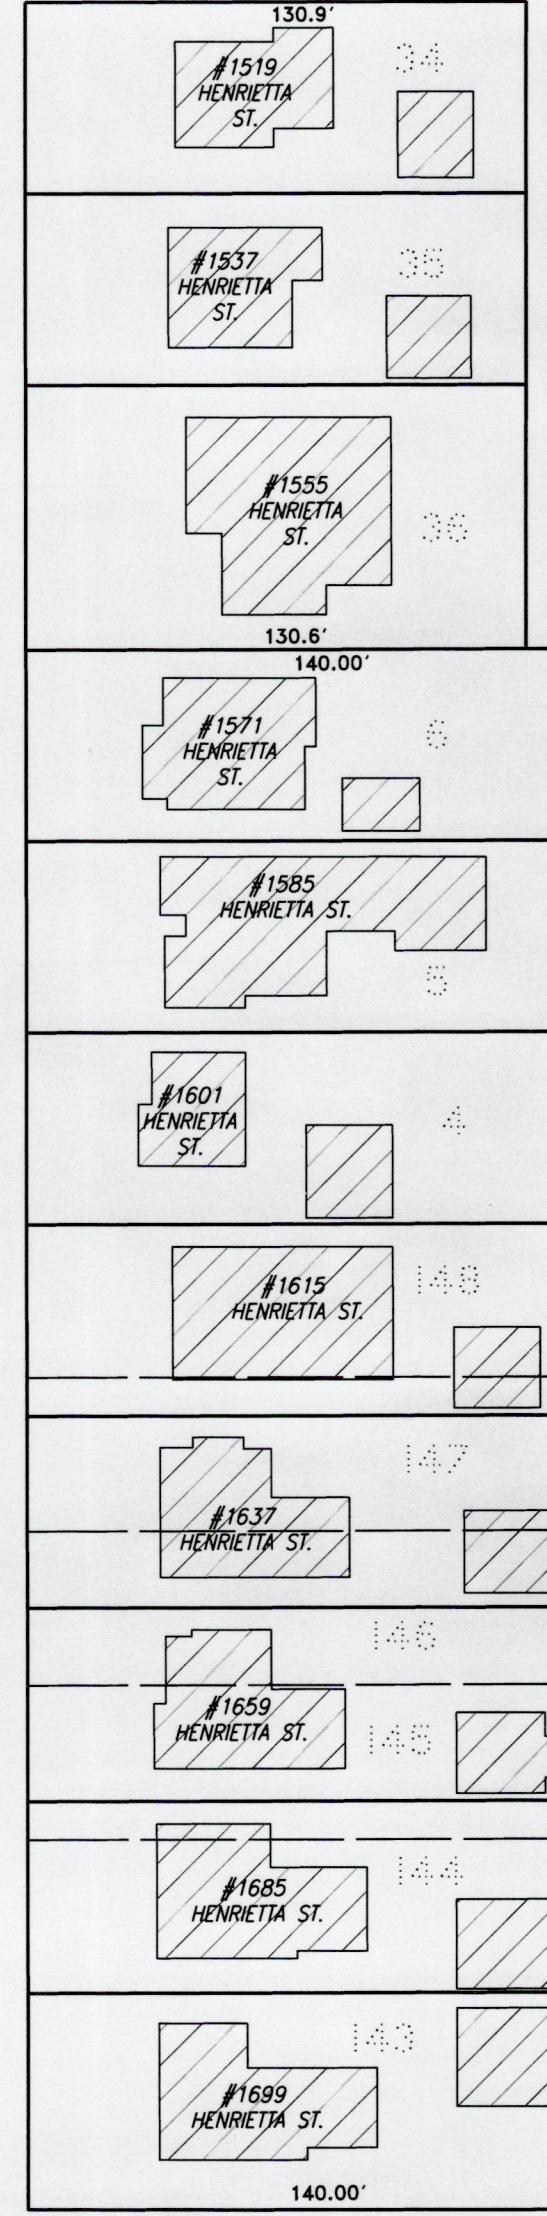 130.9'
34
#1519
HENRIETTA
ST.
35
#1537
HENRIETTA
ST.
#1555
HENRIETTA
ST.
36
130.6'
140.00'
6
#1571
HENRIETTA
ST.
#1585
HENRIETTA ST.
5
#1601
HENRIETTA
ST.
4
148
#1615
HENRIETTA ST.
147
#1637
HENRIETTA ST.
146
#1659
HENRIETTA ST.
145
144
#1685
HENRIETTA ST.
143
#1699
HENRIETTA ST.
140.00'